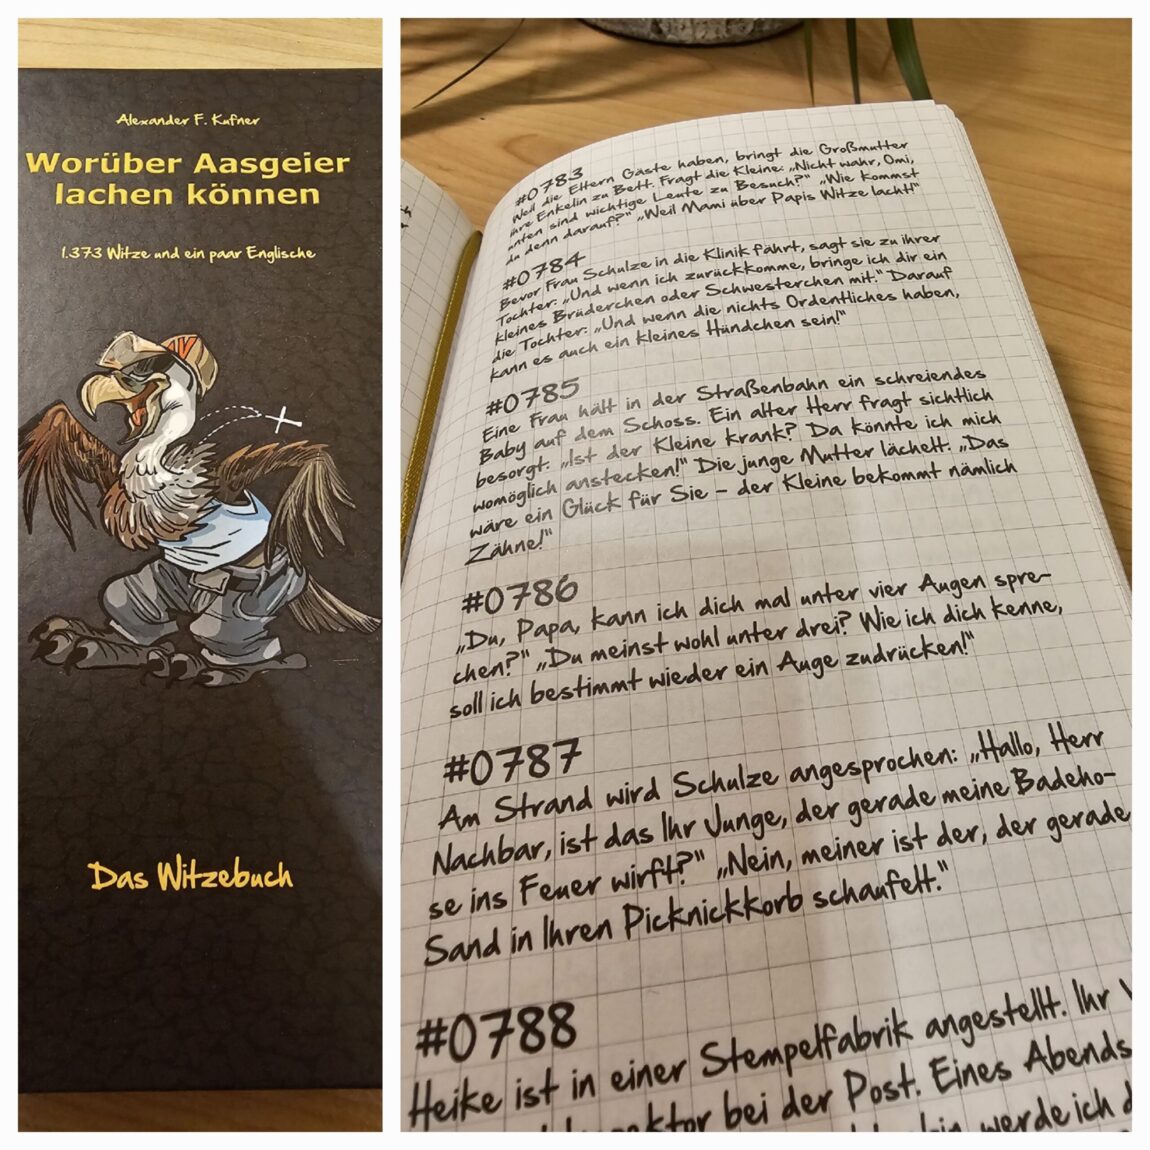 Alexander F. Kufner
Worüber Aasgeier
lachen können
1.373 Witze und ein paar Englische
Das Witzebuch
#0783
Weil die Eltern Gäste haben, bringt die Großmutter
ihre Enkelin zu Bett. Fragt die Kleine: „Nicht wahr, Omi,
unten sind wichtige Leute zu Besuch?" „Wie kommst
du denn darauf?" „Weil Mami über Papis Witze lacht!"
#0784
Bevor Frau Schulze in die Klinik fährt, sagt sie zu ihrer
Tochter: „Und wenn ich zurückkomme, bringe ich dir ein
kleines Brüderchen oder Schwesterchen mit." Darauf
die Tochter: „Und wenn die nichts Ordentliches haben,
kann es auch ein kleines Hündchen sein!"
#0785
Eine Frau hält in der Straßenbahn ein schreiendes
Baby auf dem Schoss. Ein alter Herr fragt sichtlich
besorgt: „Ist der Kleine krank? Da könnte ich mich
womöglich anstecken!" Die junge Mutter lächelt: „Das
wäre ein Glück für Sie – der Kleine bekommt nämlich
Zähne!"
#0786
„Du, Papa, kann ich dich mal unter vier Augen spre-
chen?" „Du meinst wohl unter drei? Wie ich dich kenne,
soll ich bestimmt wieder ein Auge zudrücken!"
#0787
Am Strand wird Schulze angesprochen: „Hallo, Herr
Nachbar, ist das Ihr Junge, der gerade meine Badeho-
se ins Feuer wirft?" „Nein, meiner ist der, der gerade
Sand in Ihren Picknickkorb schaufelt."
#0788
Heike ist in einer Stempelfabrik angestellt. Ihr
bei der Post. Eines Abends
werde ich